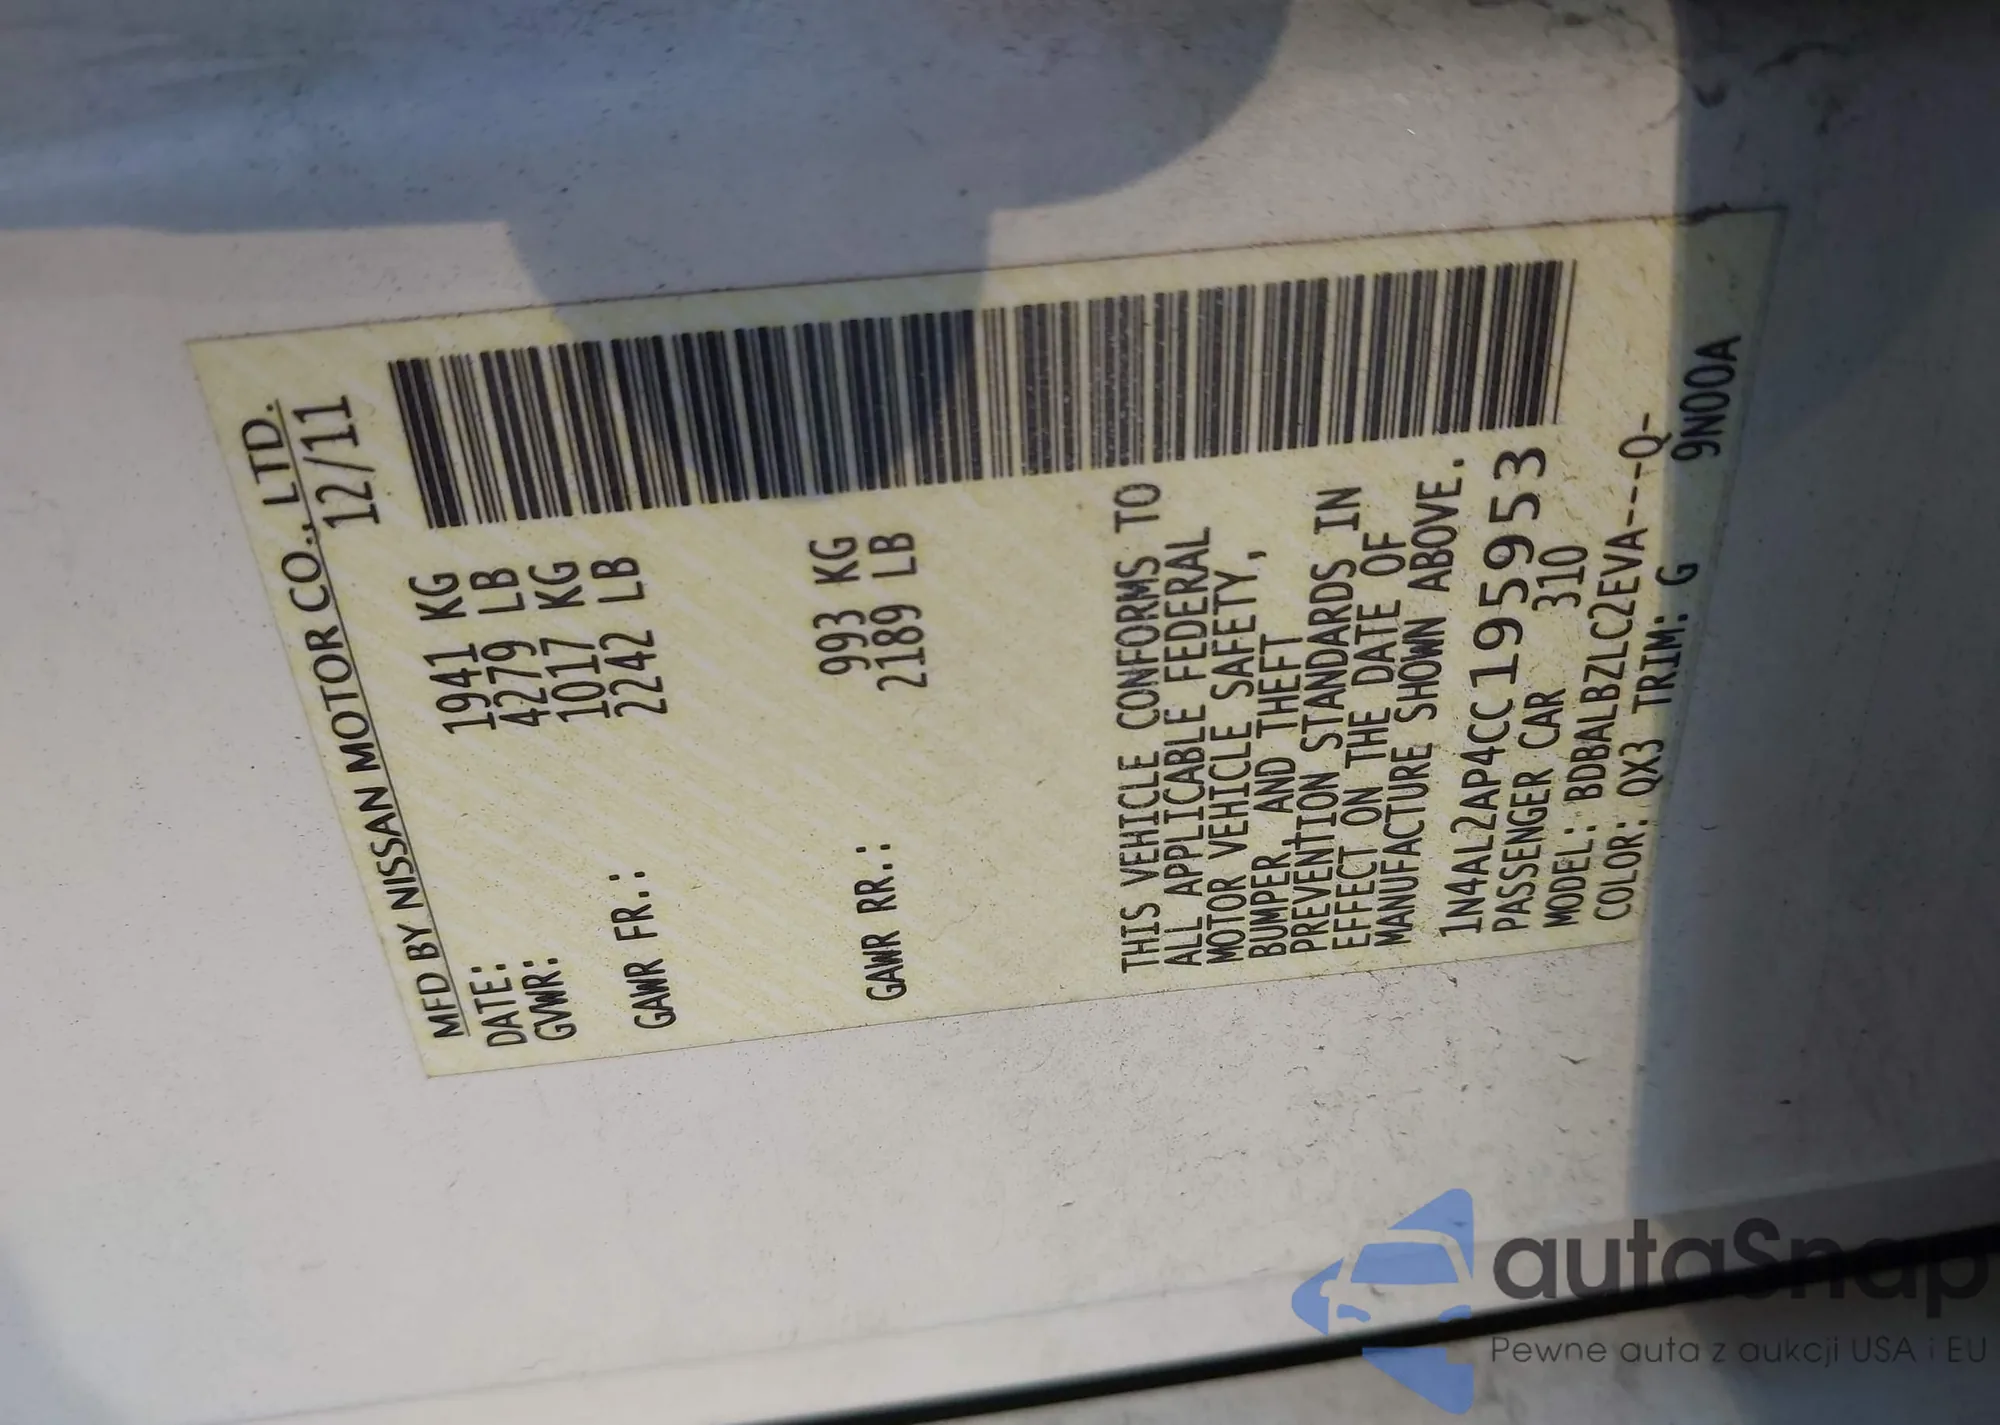 MFD BY NISSAN MOTOR CO., LTD.
DATE: 12/11
GVWR: 1941 KG
4279 LB
GAWR FR.: 1017 KG
2242 LB
GAWR RR.: 993 KG
2189 LB
THIS VEHICLE CONFORMS TO
ALL APPLICABLE FEDERAL
MOTOR VEHICLE SAFETY,
BUMPER, AND THEFT
PREVENTION STANDARDS IN
EFFECT ON THE DATE OF
MANUFACTURE SHOWN ABOVE.
1N4AL2AP4CC195953
PASSENGER CAR 310
MODEL: BDBALBZLC2EVA---Q-
COLOR: QX3 TRIM: G 9N00A
autaSnap
Pewne auta z aukcji USA i EU